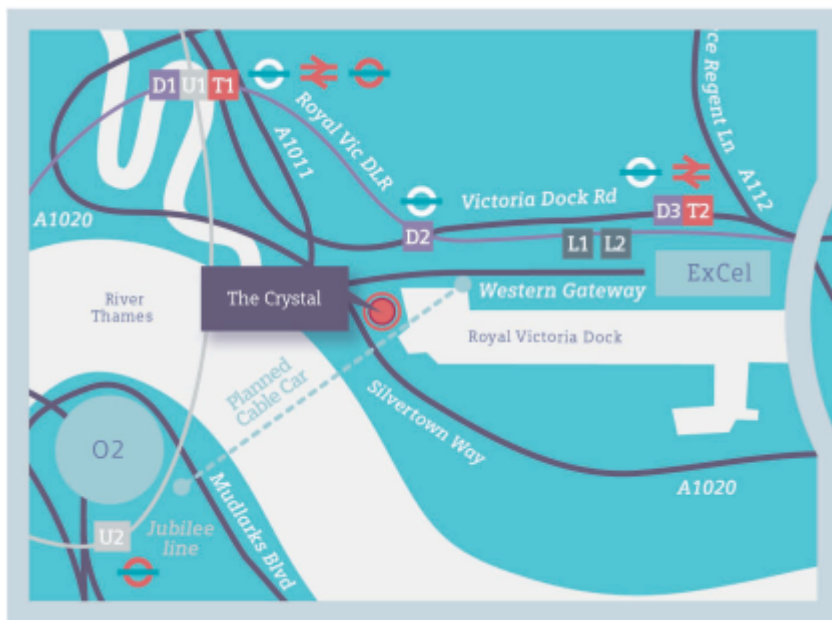 D1 U1 T1
Royal Vic DLR
A1011
ce Regent Ln
A112
Victoria Dock Rd
D3 T2
A1020
D2
L1 L2
ExCel
The Crystal
Western Gateway
River
Thames
Royal Victoria Dock
Planned
Cable Car
Silvertown Way
O2
A1020
Mudlarks Blvd
U2
Jubilee
line